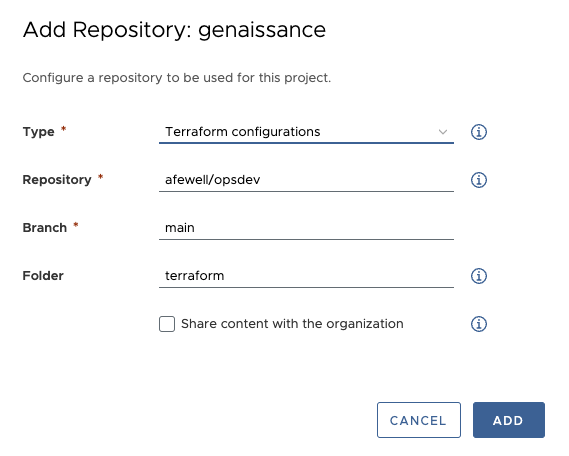 Add Repository: genaissance
Configure a repository to be used for this project.
Type * Terraform configurations
Repository * afewell/opsdev
Branch * main
Folder terraform
Share content with the organization
CANCEL ADD